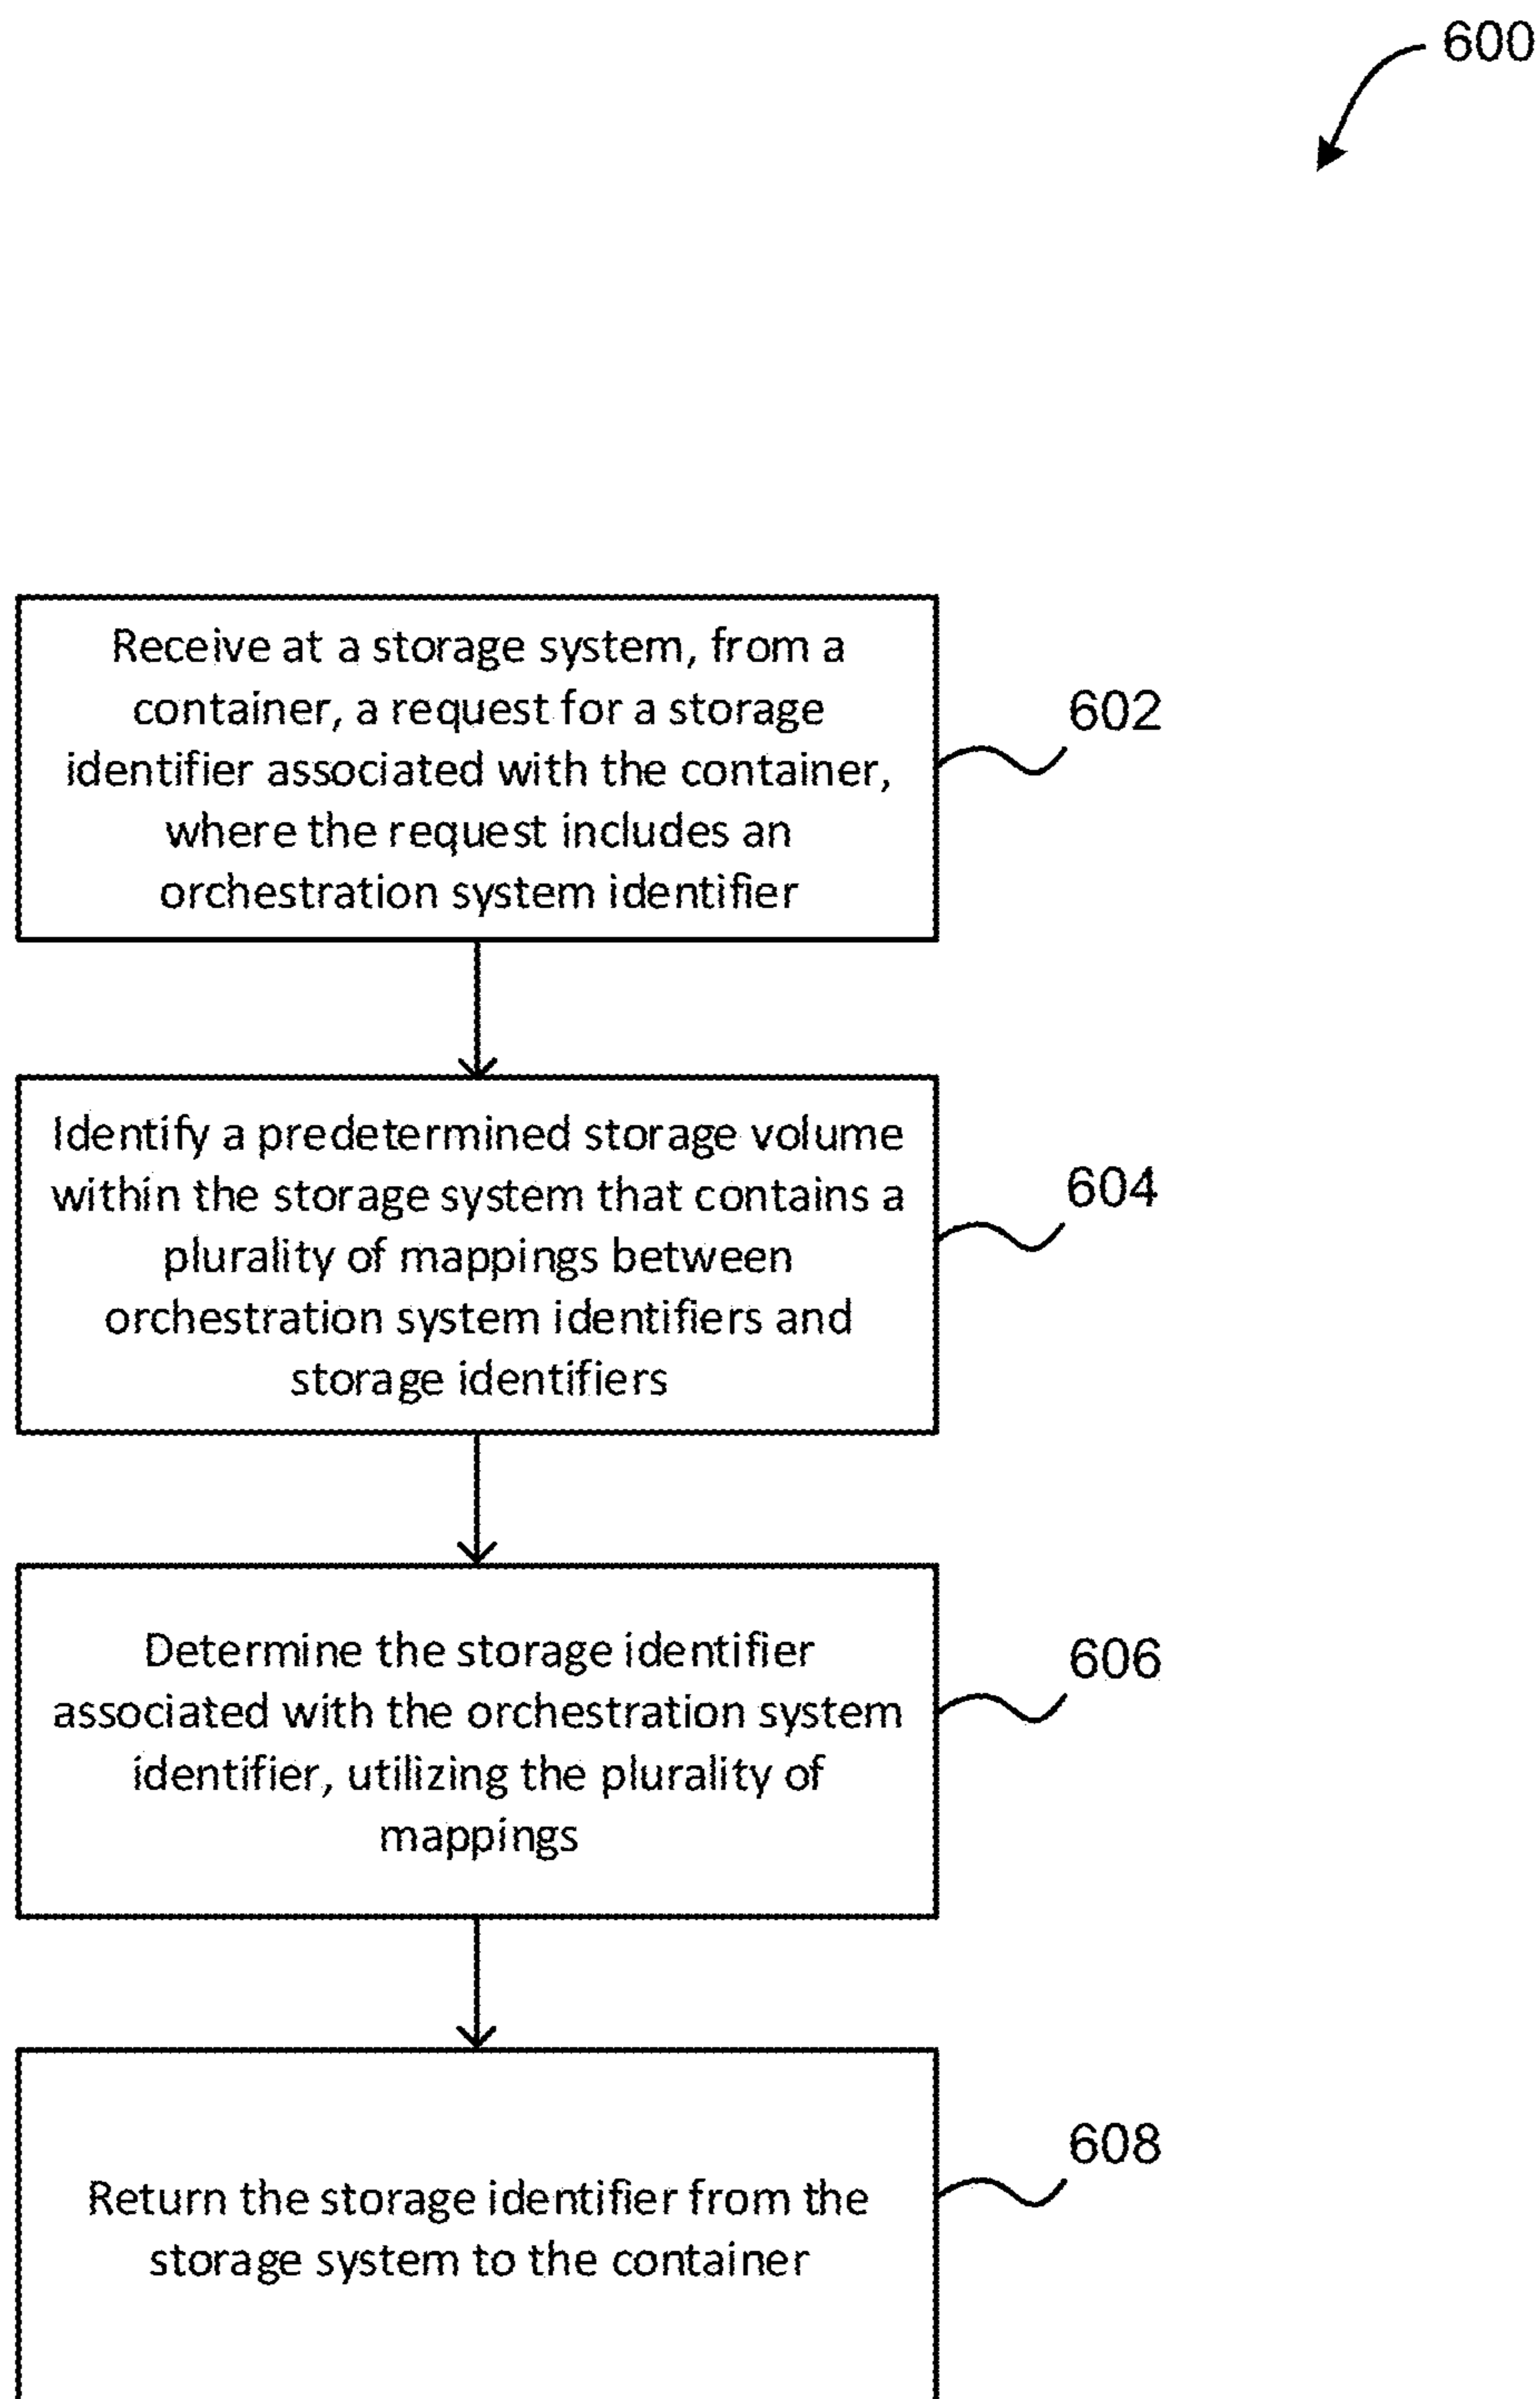 600
Receive at a storage system, from a
container, a request for a storage
identifier associated with the container,
where the request includes an
orchestration system identifier
602
Identify a predetermined storage volume
within the storage system that contains a
plurality of mappings between
orchestration system identifiers and
storage identifiers
604
Determine the storage identifier
associated with the orchestration system
identifier, utilizing the plurality of
mappings
606
Return the storage identifier from the
storage system to the container
608